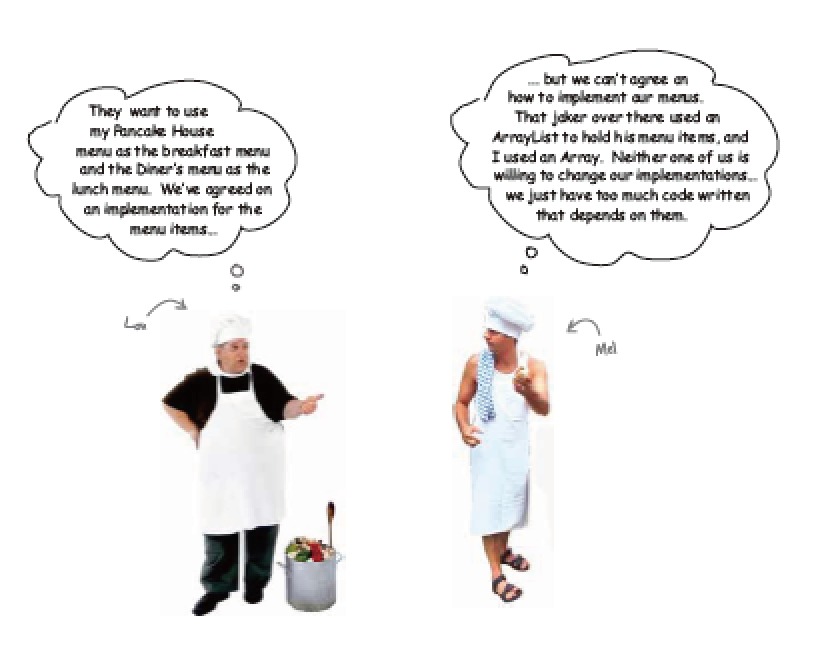 They want to use
my Pancake House
menu as the breakfast menu
and the Diner's menu as the
lunch menu. We've agreed on
an implementation for the
menu items...
... but we can't agree on
how to implement our menus.
That joker over there used an
ArrayList to hold his menu items, and
I used an Array. Neither one of us is
willing to change our implementations...
we just have too much code written
that depends on them.
Lou
Mel